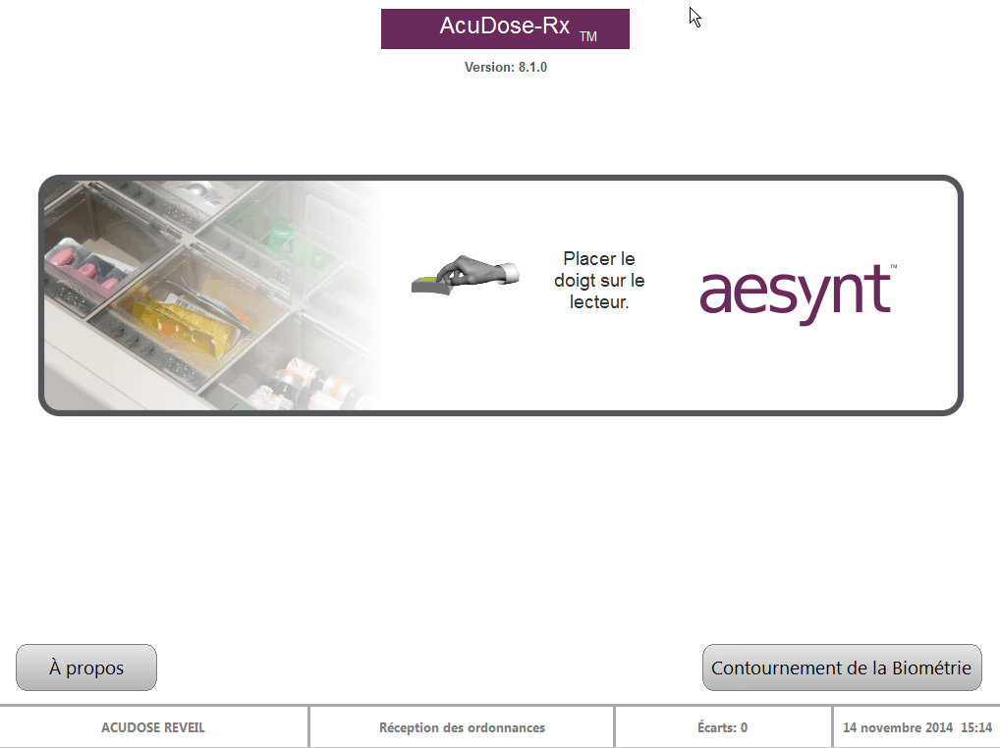 AcuDose-Rx TM
Version: 8.1.0
Placer le
doigt sur le
lecteur.
aesynt™
À propos
Contournement de la Biométrie
ACUDOSE REVEIL
Réception des ordonnances
Écarts: 0
14 novembre 2014 15:14